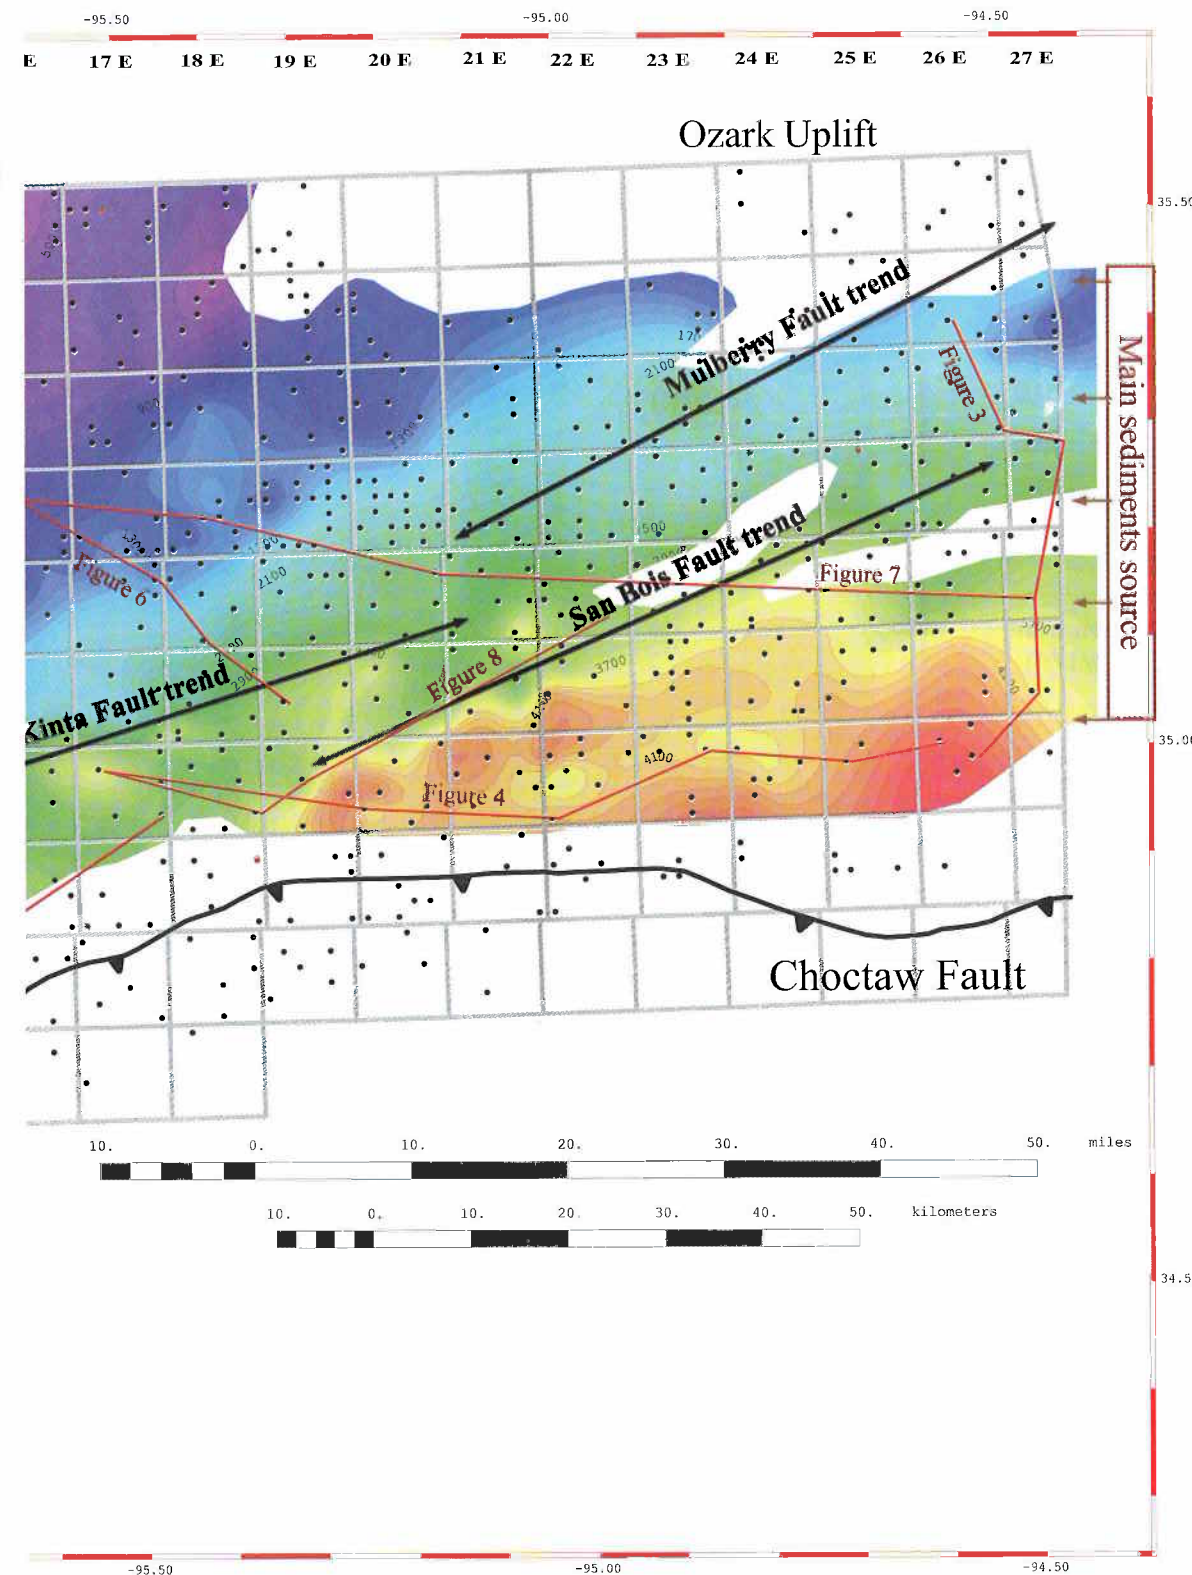 -95.50 -95.00 -94.50
E 17 E 18 E 19 E 20 E 21 E 22 E 23 E 24 E 25 E 26 E 27 E
Ozark Uplift
35.50
Mulberry Fault trend
2100
900
1300
Figure 3
Main sediments source
San Bois Fault trend
Figure 7
2100
Figure 6
Figure 8
3700
3700
Kinta Fault trend
35.00
4100
Figure 4
Choctaw Fault
10. 0. 10. 20. 30. 40. 50. miles
10. 0. 10. 20. 30. 40. 50. kilometers
34.5
-95.50 -95.00 -94.50